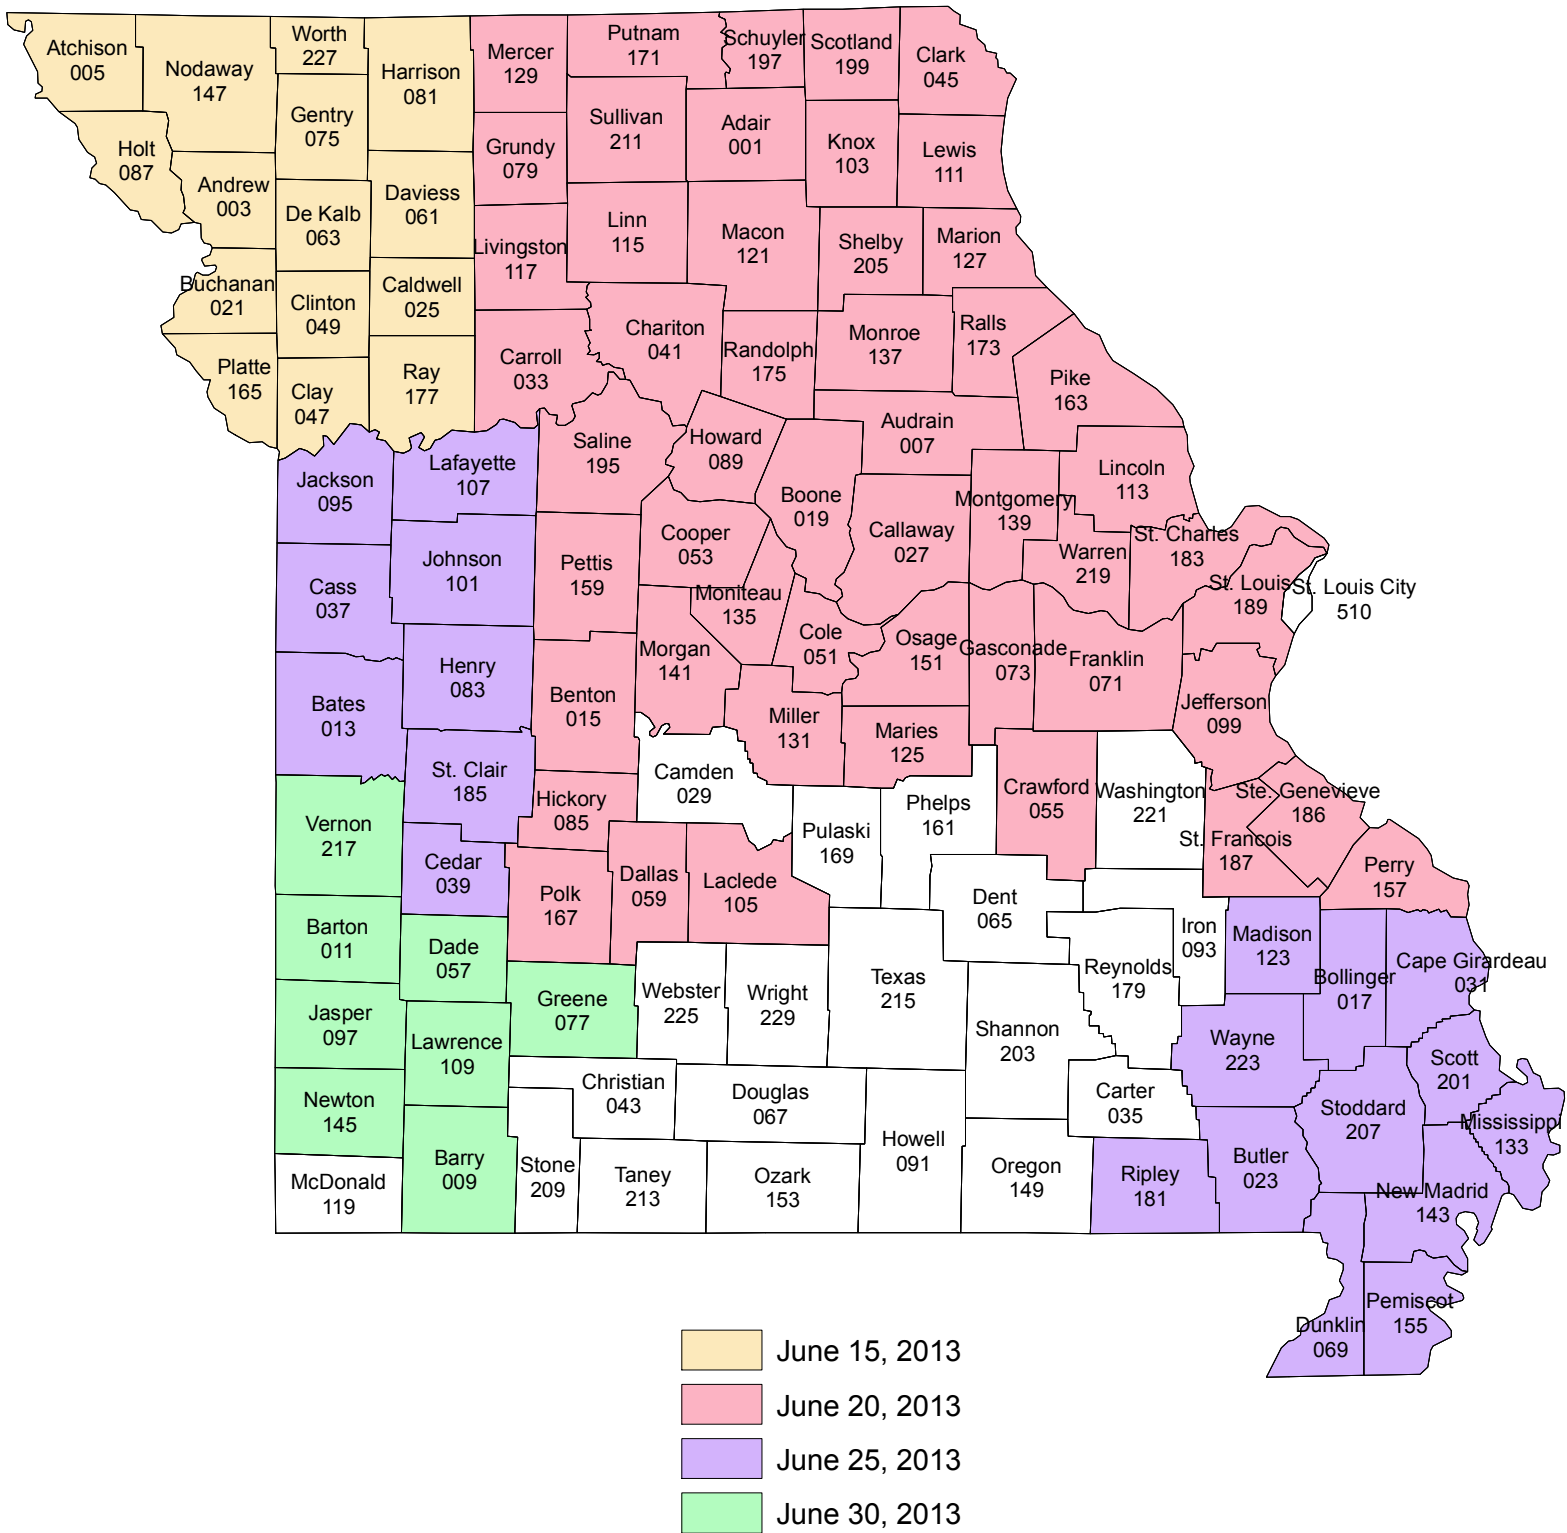 Atchison
005
Nodaway
147
Worth
227
Harrison
081
Mercer
129
Putnam
171
Schuyler
197
Scotland
199
Clark
045
Gentry
075
Holt
087
Andrew
003
De Kalb
063
Daviess
061
Grundy
079
Sullivan
211
Adair
001
Knox
103
Lewis
111
Buchanan
021
Clinton
049
Caldwell
025
Livingston
117
Linn
115
Macon
121
Shelby
205
Marion
127
Platte
165
Clay
047
Ray
177
Carroll
033
Chariton
041
Randolph
175
Monroe
137
Ralls
173
Pike
163
Jackson
095
Lafayette
107
Saline
195
Howard
089
Boone
019
Audrain
007
Callaway
027
Montgomery
139
Lincoln
113
Warren
219
St. Charles
183
St. Louis
189
St. Louis City
510
Cass
037
Johnson
101
Pettis
159
Cooper
053
Moniteau
135
Morgan
141
Cole
051
Osage
151
Gasconade
073
Franklin
071
Jefferson
099
Bates
013
Henry
083
Benton
015
Miller
131
Maries
125
Camden
029
St. Clair
185
Hickory
085
Pulaski
169
Phelps
161
Crawford
055
Washington
221
Ste. Genevieve
186
St. Francois
187
Perry
157
Vernon
217
Cedar
039
Polk
167
Dallas
059
Laclede
105
Dent
065
Iron
093
Madison
123
Bollinger
017
Cape Girardeau
031
Barton
011
Dade
057
Greene
077
Webster
225
Wright
229
Texas
215
Reynolds
179
Shannon
203
Wayne
223
Scott
201
Jasper
097
Lawrence
109
Christian
043
Douglas
067
Carter
035
Stoddard
207
Mississippi
133
Newton
145
Barry
009
Stone
209
Taney
213
Ozark
153
Howell
091
Oregon
149
Ripley
181
Butler
023
New Madrid
143
McDonald
119
Dunklin
069
Pemiscot
155
June 15, 2013
June 20, 2013
June 25, 2013
June 30, 2013